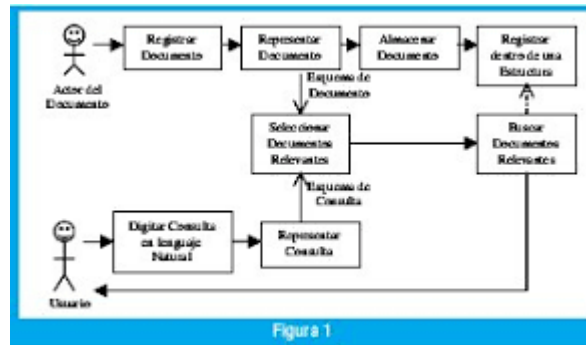 Registrar
Documento
Representar
Documento
Almacenar
Documento
Registrar
dentro de una
Estructura
Actor del
Documento
Esquema de
Documento
Seleccionar
Documentos
Relevantes
Buscar
Documentos
Relevantes
Esquema de
Consulta
Digitar Consulta
en lenguaje
Natural
Representar
Consulta
Usuario
Figura 1